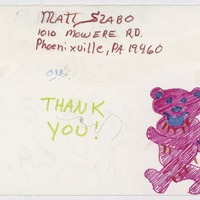 MATT SZABO
1010 MOWERE RD.
Phoenixville, PA 19460
THANK
YOU!